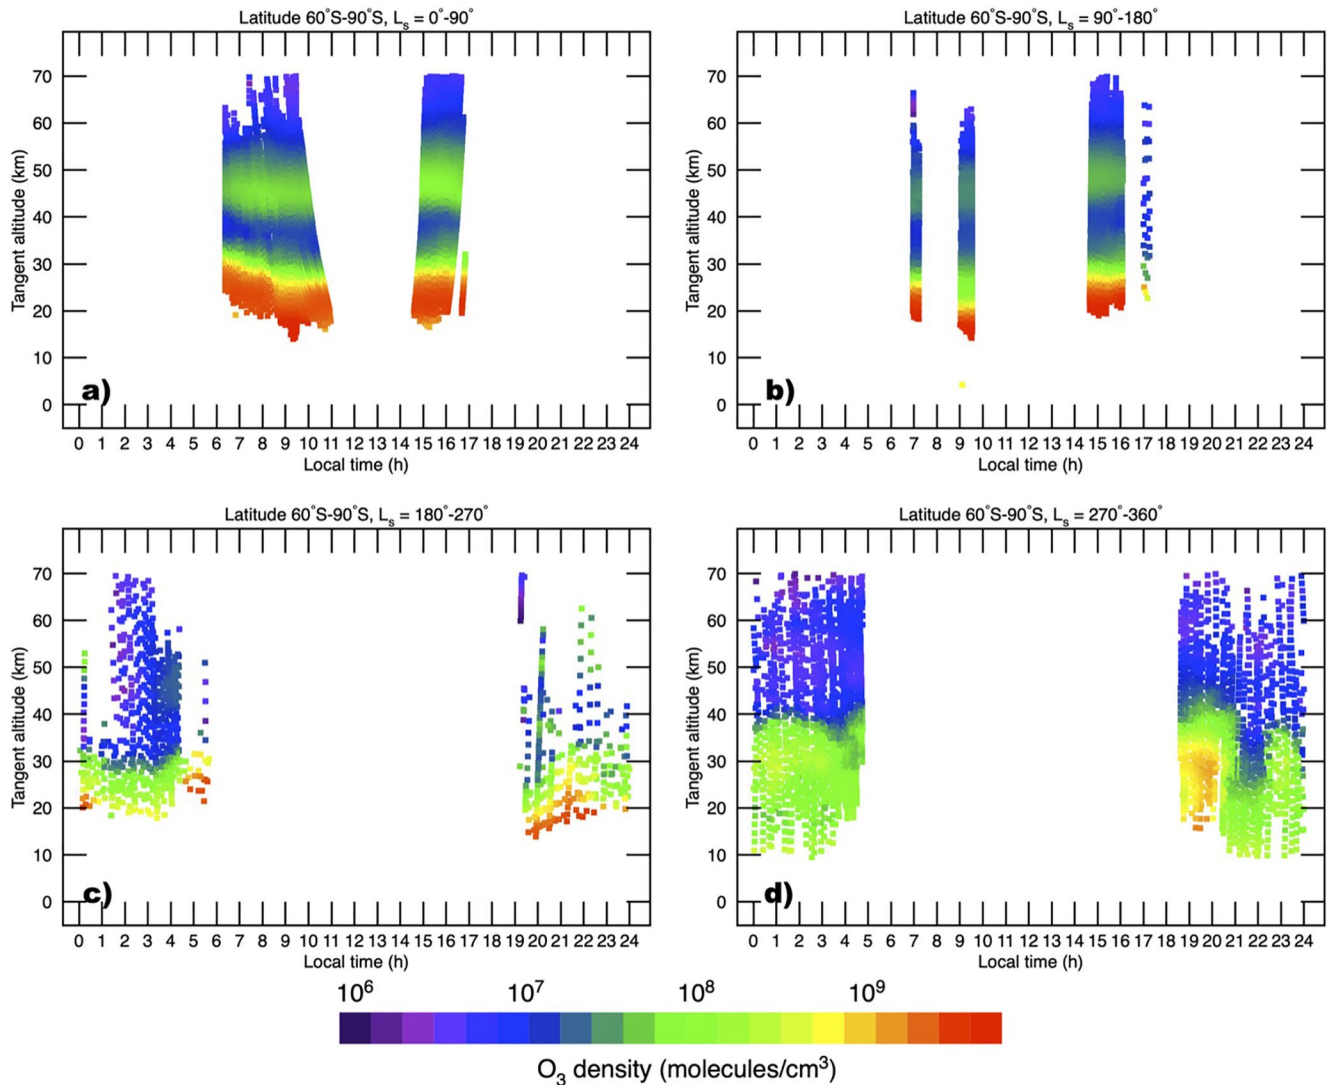 Latitude 60°S-90°S, Ls = 0°-90°
Latitude 60°S-90°S, Ls = 90°-180°
Tangent altitude (km)
70
60
50
40
30
20
10
0
a)
0 1 2 3 4 5 6 7 8 9 10 11 12 13 14 15 16 17 18 19 20 21 22 23 24
Local time (h)
Tangent altitude (km)
70
60
50
40
30
20
10
0
b)
0 1 2 3 4 5 6 7 8 9 10 11 12 13 14 15 16 17 18 19 20 21 22 23 24
Local time (h)
Latitude 60°S-90°S, Ls = 180°-270°
Latitude 60°S-90°S, Ls = 270°-360°
Tangent altitude (km)
70
60
50
40
30
20
10
0
c)
0 1 2 3 4 5 6 7 8 9 10 11 12 13 14 15 16 17 18 19 20 21 22 23 24
Local time (h)
Tangent altitude (km)
70
60
50
40
30
20
10
0
d)
0 1 2 3 4 5 6 7 8 9 10 11 12 13 14 15 16 17 18 19 20 21 22 23 24
Local time (h)
10⁶ 10⁷ 10⁸ 10⁹
O₃ density (molecules/cm³)